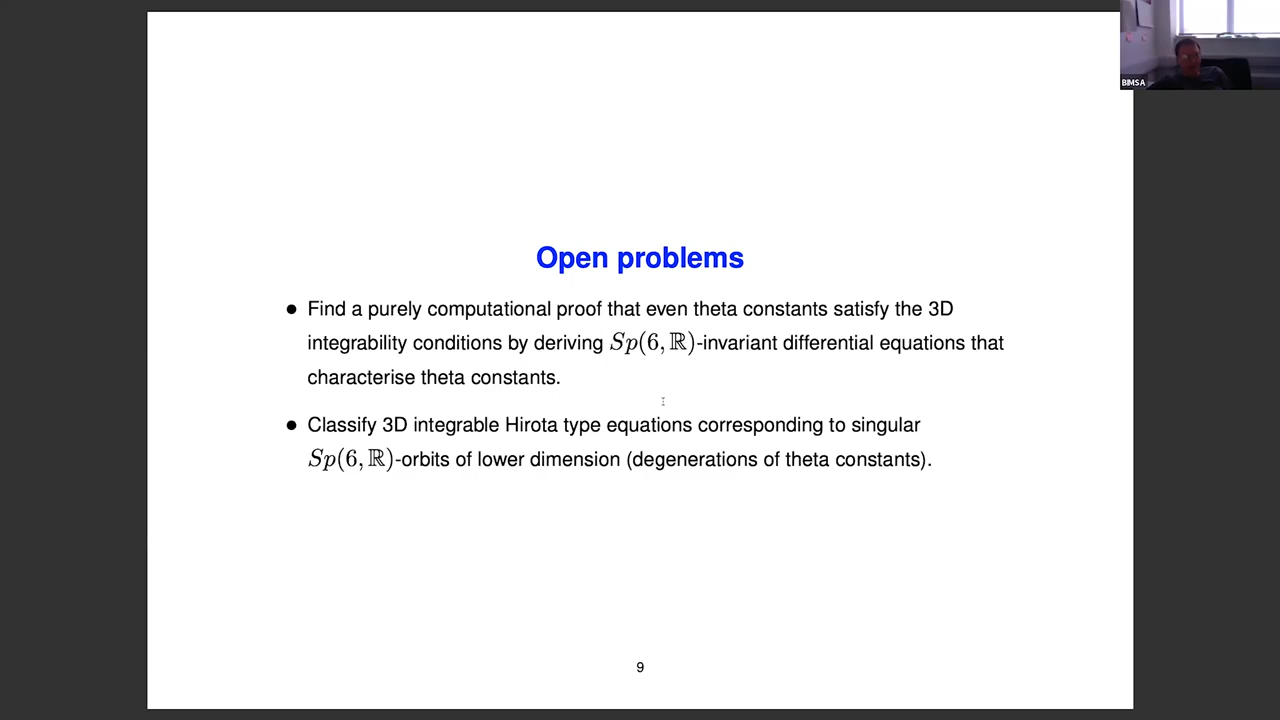 BIMSA
Open problems
● Find a purely computational proof that even theta constants satisfy the 3D
integrability conditions by deriving Sp(6, ℝ)-invariant differential equations that
characterise theta constants.
● Classify 3D integrable Hirota type equations corresponding to singular
Sp(6, ℝ)-orbits of lower dimension (degenerations of theta constants).
9